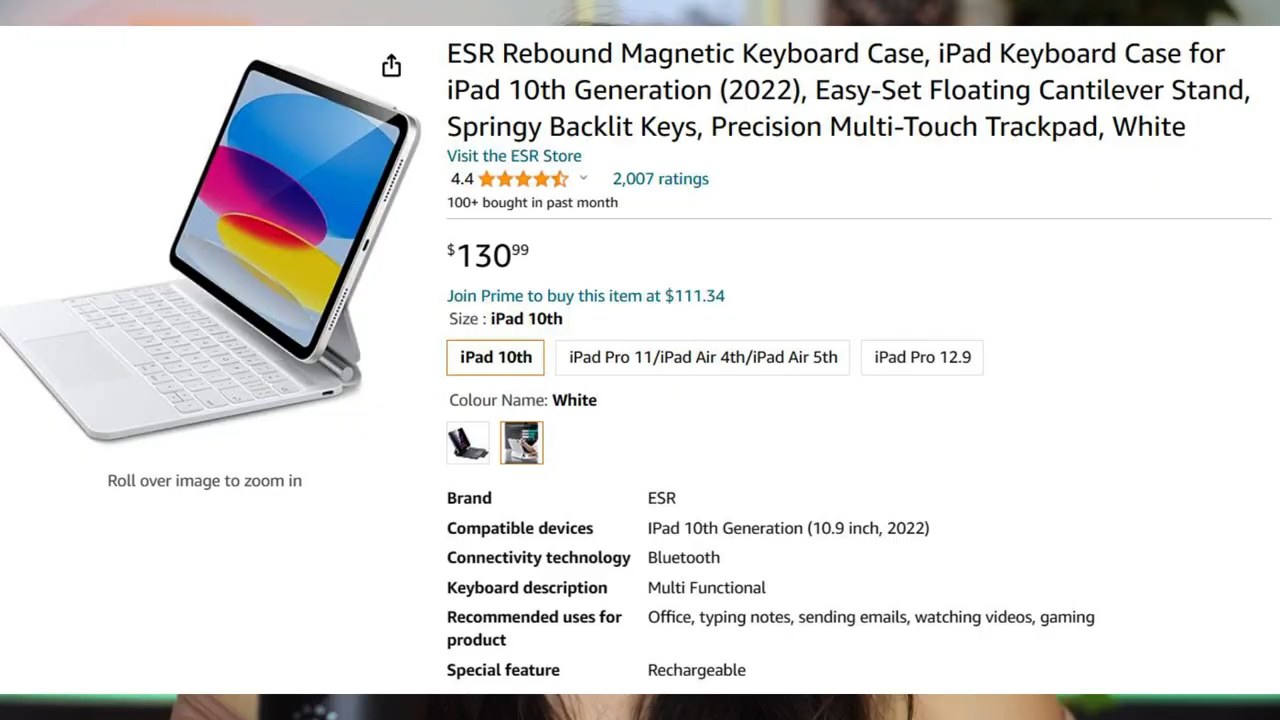 ESR Rebound Magnetic Keyboard Case, iPad Keyboard Case for
iPad 10th Generation (2022), Easy-Set Floating Cantilever Stand,
Springy Backlit Keys, Precision Multi-Touch Trackpad, White
Visit the ESR Store
4.4 2,007 ratings
100+ bought in past month
$130.99
Join Prime to buy this item at $111.34
Size : iPad 10th
iPad 10th iPad Pro 11/iPad Air 4th/iPad Air 5th iPad Pro 12.9
Colour Name: White
Roll over image to zoom in
Brand ESR
Compatible devices IPad 10th Generation (10.9 inch, 2022)
Connectivity technology Bluetooth
Keyboard description Multi Functional
Recommended uses for Office, typing notes, sending emails, watching videos, gaming
product
Special feature Rechargeable